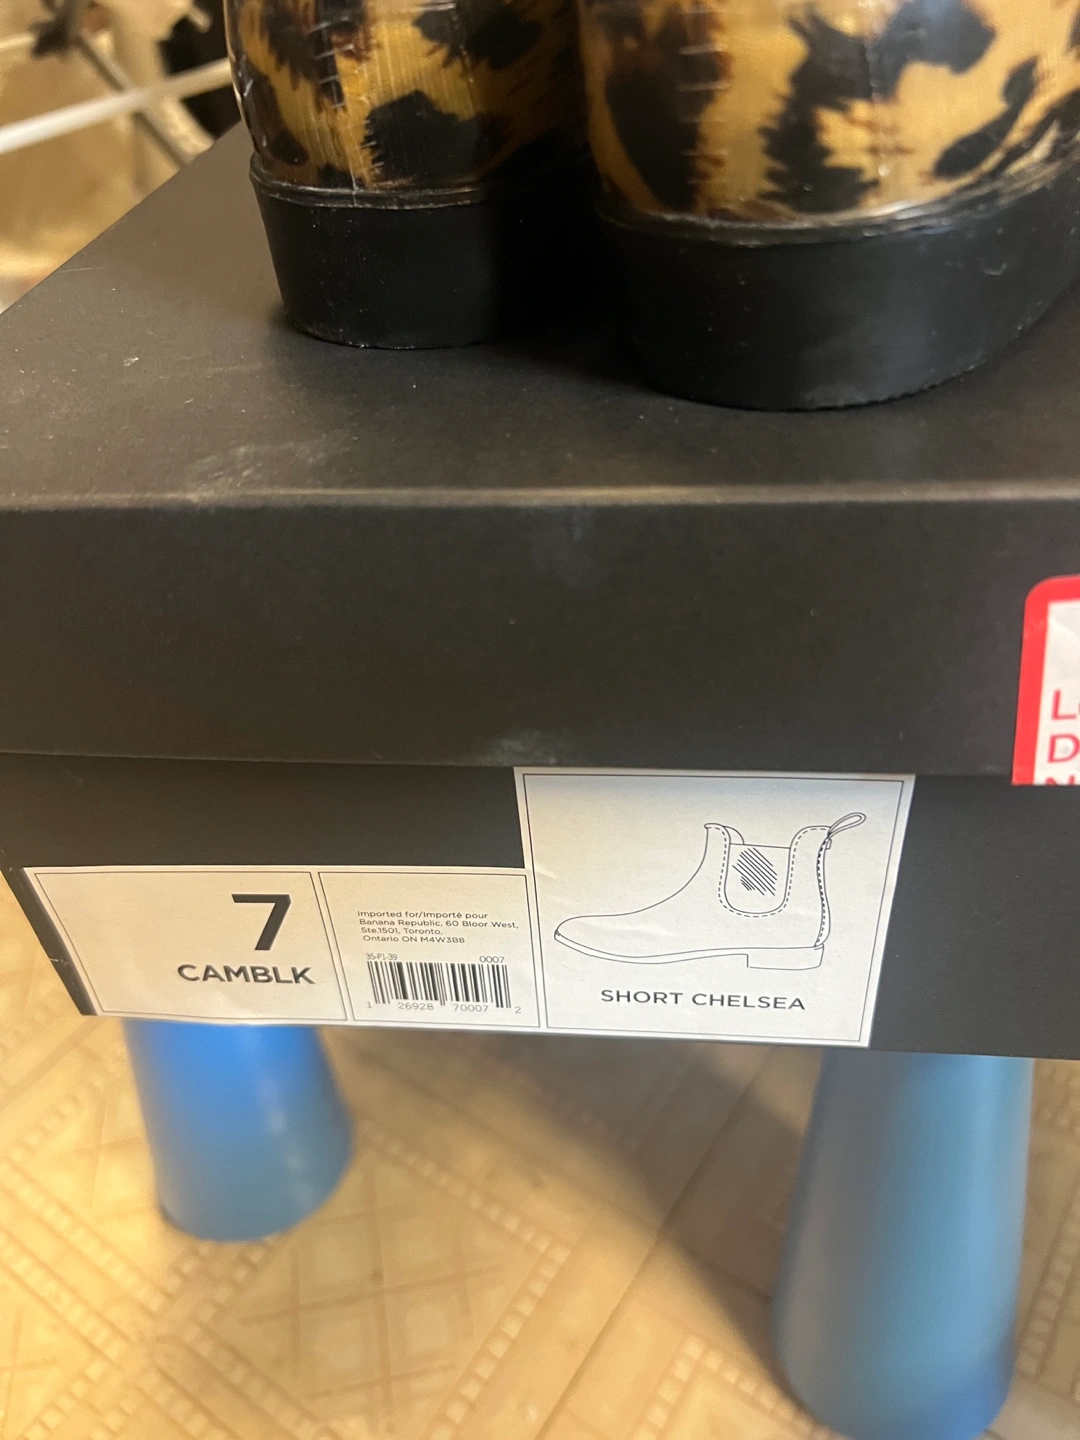 7
CAMBLK
Imported for/Importé pour
Banana Republic, 60 Bloor West,
Ste.1501, Toronto,
Ontario ON M4W3B8
35-P1-39 0007
1 26928 70007 2
SHORT CHELSEA